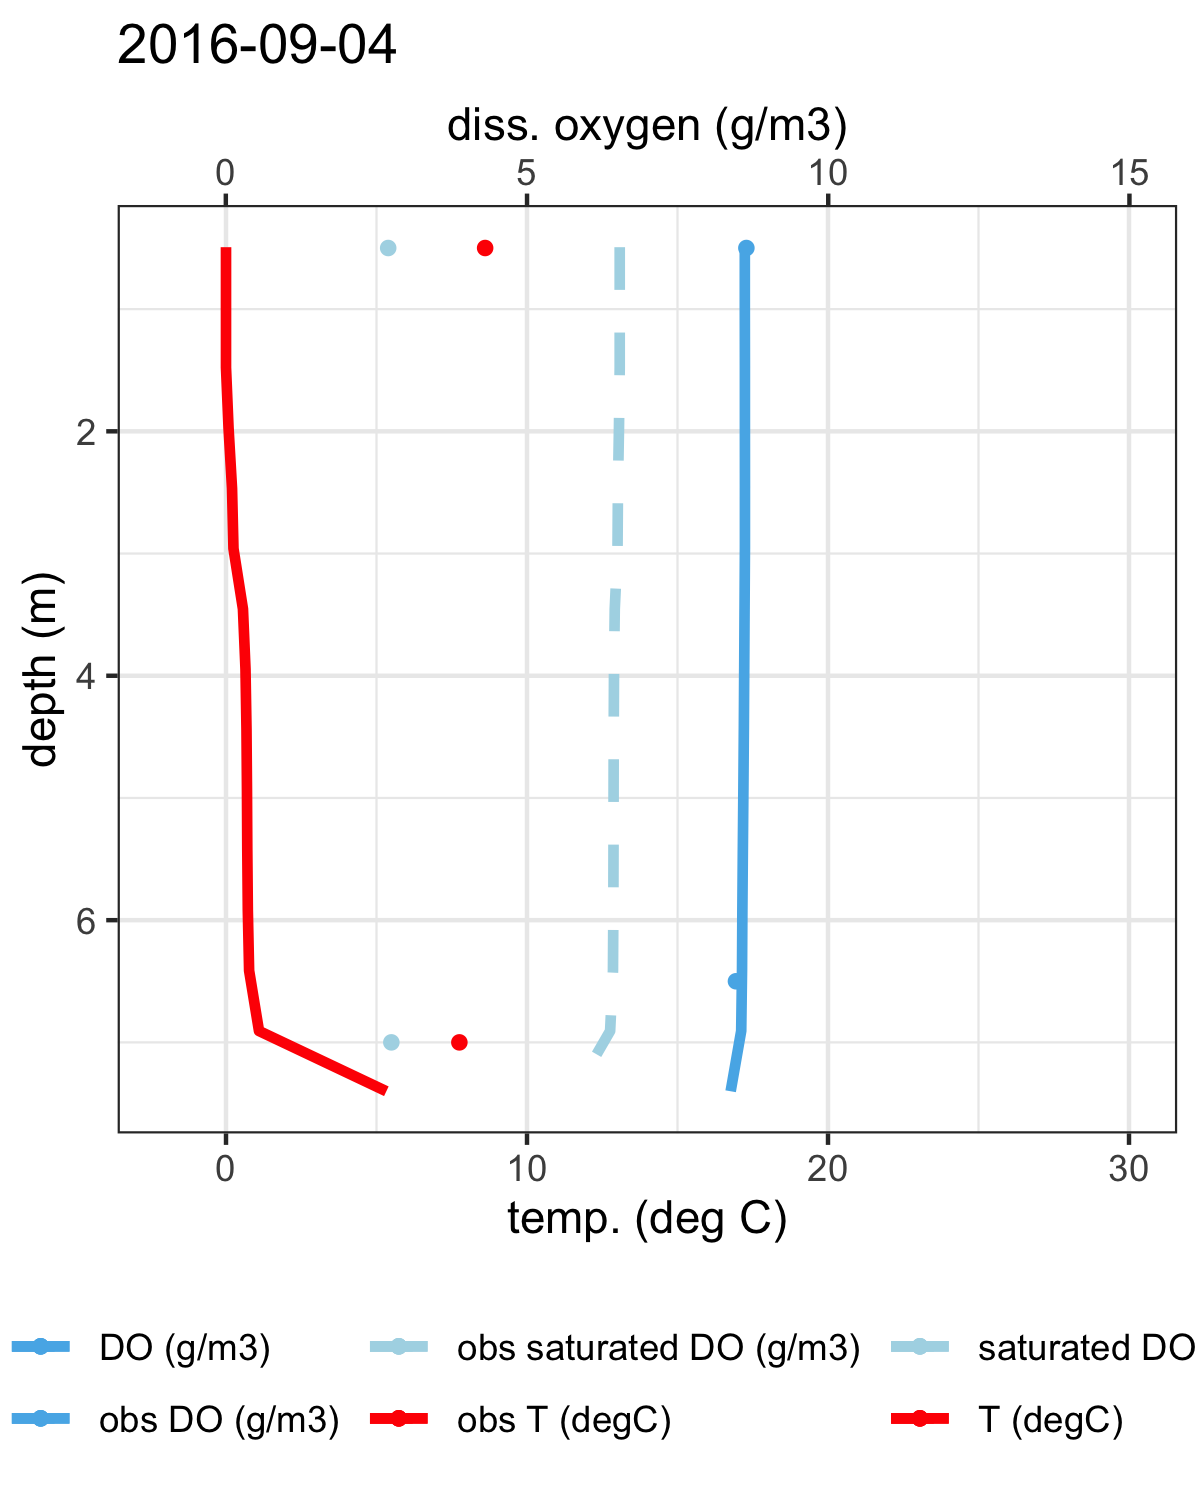 2016-09-04
diss. oxygen (g/m3)
0 5 10 15
2
4
6
depth (m)
0 10 20 30
temp. (deg C)
DO (g/m3) obs saturated DO (g/m3) saturated DO
obs DO (g/m3) obs T (degC) T (degC)